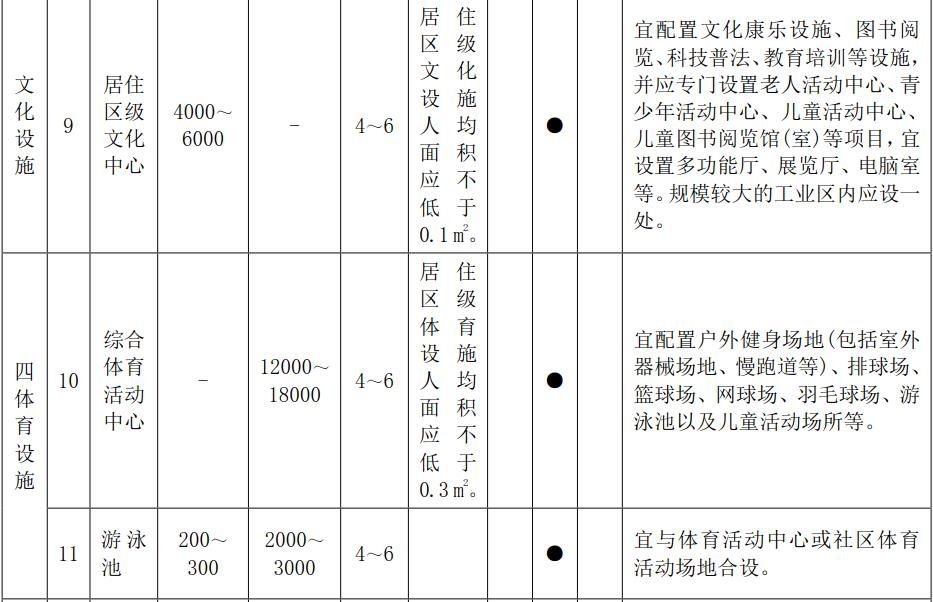 文
化
设
施
9
居住
区级
文化
中心
4000～
6000
-
4～6
居住
区级
文化
设施
人均
面积
应不
低于
0.1㎡。
●
宜配置文化康乐设施、图书阅
览、科技普法、教育培训等设施，
并应专门设置老人活动中心、青
少年活动中心、儿童活动中心、
儿童图书阅览馆(室)等项目，宜
设置多功能厅、展览厅、电脑室
等。规模较大的工业区内应设一
处。
四
体
育
设
施
10
综合
体育
活动
中心
-
12000～
18000
4～6
居住
区级
体育
设施
人均
面积
应不
低于
0.3㎡。
●
宜配置户外健身场地(包括室外
器械场地、慢跑道等)、排球场、
篮球场、网球场、羽毛球场、游
泳池以及儿童活动场所等。
11
游泳
池
200～
300
2000～
3000
4～6
●
宜与体育活动中心或社区体育
活动场地合设。